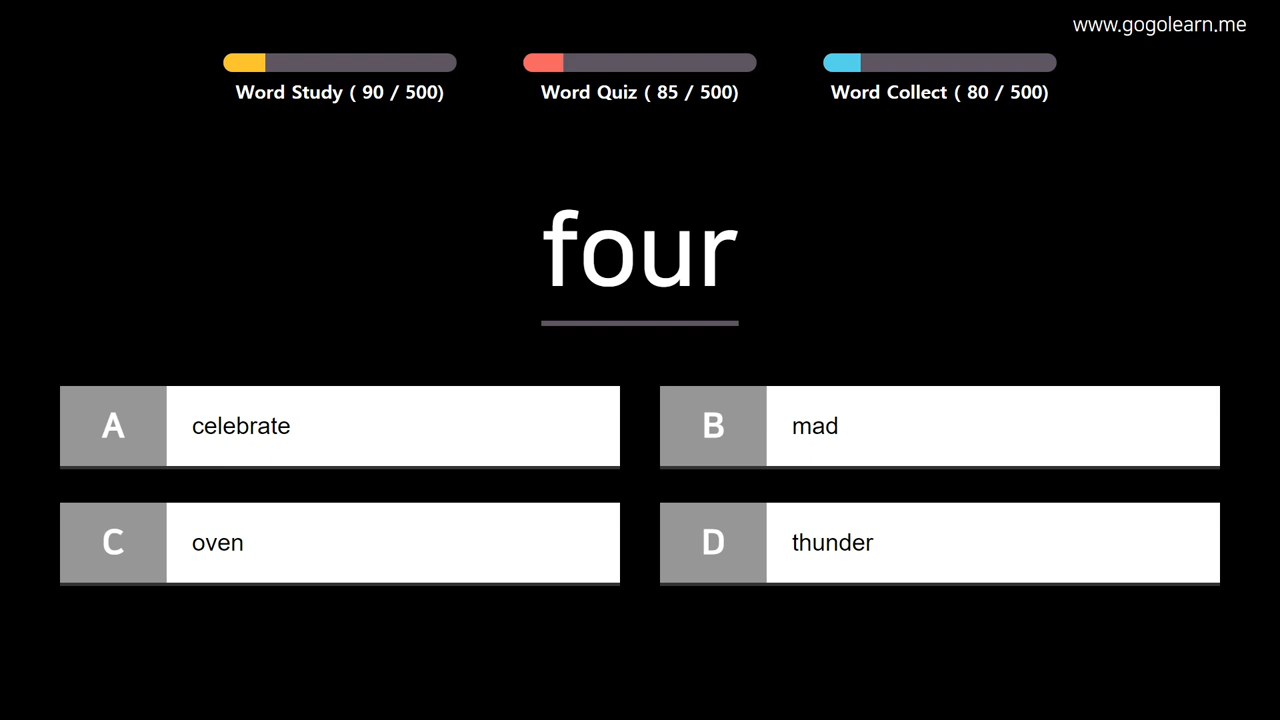 www.gogolearn.me
Word Study ( 90 / 500)
Word Quiz ( 85 / 500)
Word Collect ( 80 / 500)
four
A celebrate
B mad
C oven
D thunder